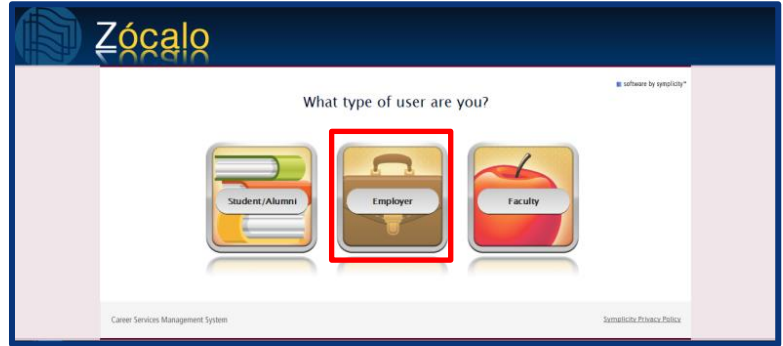 Zócalo
software by symplicity™
What type of user are you?
Student/Alumni
Employer
Faculty
Career Services Management System
Symplicity Privacy Policy